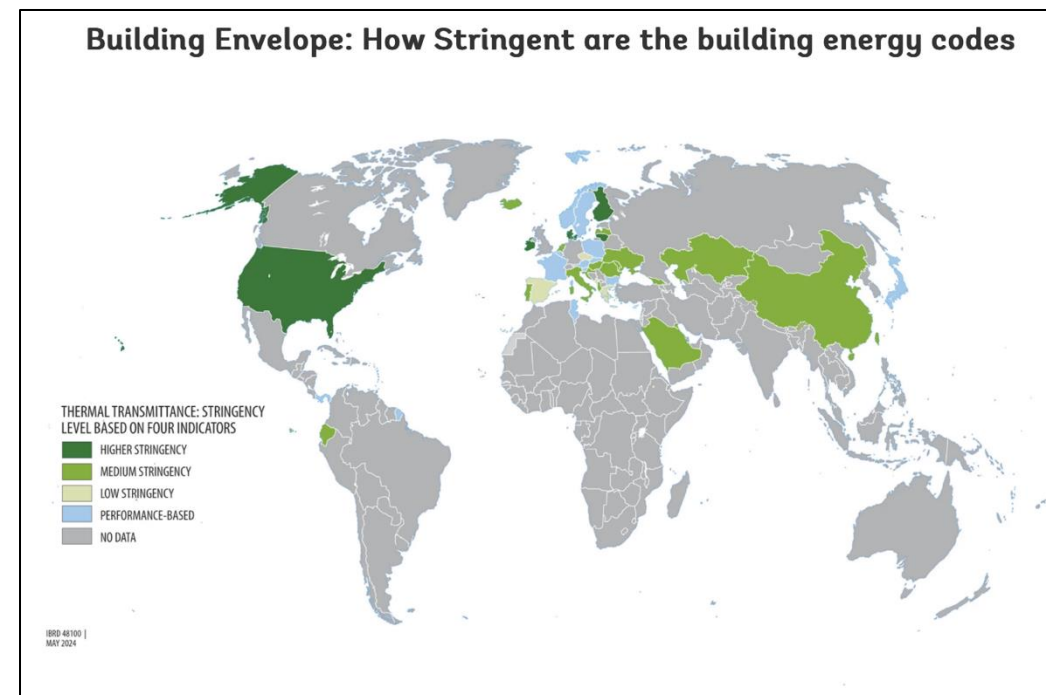 Building Envelope: How Stringent are the building energy codes
THERMAL TRANSMITTANCE: STRINGENCY
LEVEL BASED ON FOUR INDICATORS
HIGHER STRINGENCY
MEDIUM STRINGENCY
LOW STRINGENCY
PERFORMANCE-BASED
NO DATA
IBRD 48100 |
MAY 2024